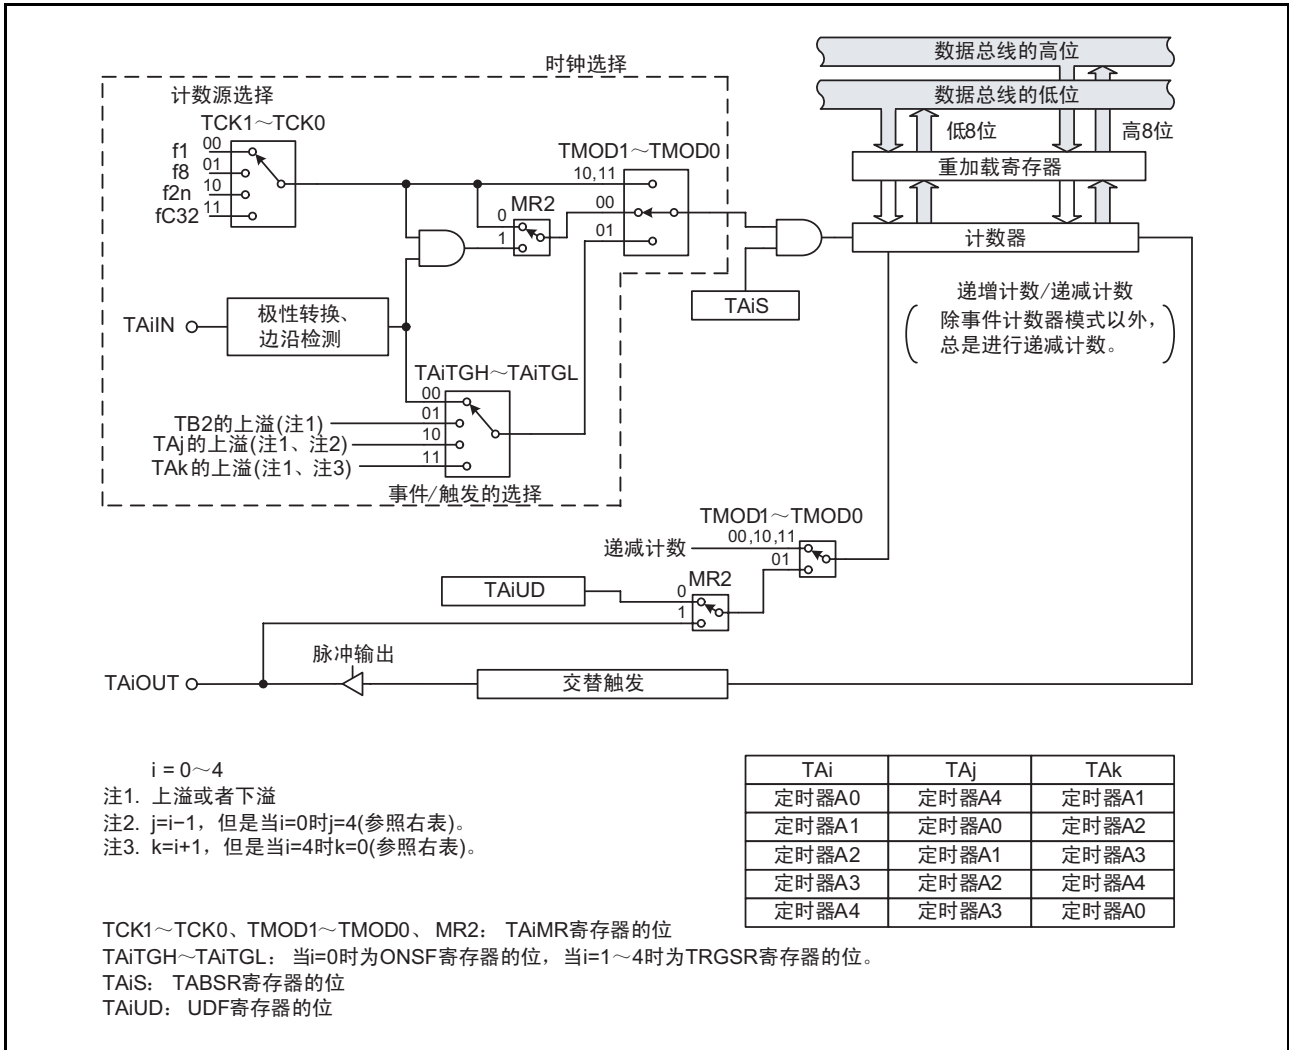 数据总线的高位
时钟选择
数据总线的低位
计数源选择
TCK1～TCK0
低8位
高8位
f1 00
f8 01
f2n 10
fC32 11
TMOD1～TMOD0
10,11
00
01
MR2
0
1
重加载寄存器
计数器
TAiS
TAiIN
极性转换、
边沿检测
递增计数/递减计数
除事件计数器模式以外，
总是进行递减计数。
TAiTGH～TAiTGL
00
TB2的上溢(注1) 01
TAj的上溢(注1、注2) 10
TAk的上溢(注1、注3) 11
事件/触发的选择
TMOD1～TMOD0
递减计数 00,10,11
01
TAiUD
MR2
0
1
脉冲输出
TAiOUT
交替触发
i = 0～4
注1. 上溢或者下溢
注2. j=i−1，但是当i=0时j=4(参照右表)。
注3. k=i+1，但是当i=4时k=0(参照右表)。
TAi TAj TAk
定时器A0 定时器A4 定时器A1
定时器A1 定时器A0 定时器A2
定时器A2 定时器A1 定时器A3
定时器A3 定时器A2 定时器A4
定时器A4 定时器A3 定时器A0
TCK1～TCK0、TMOD1～TMOD0、MR2： TAiMR寄存器的位
TAiTGH～TAiTGL： 当i=0时为ONSF寄存器的位，当i=1～4时为TRGSR寄存器的位。
TAiS： TABSR寄存器的位
TAiUD： UDF寄存器的位